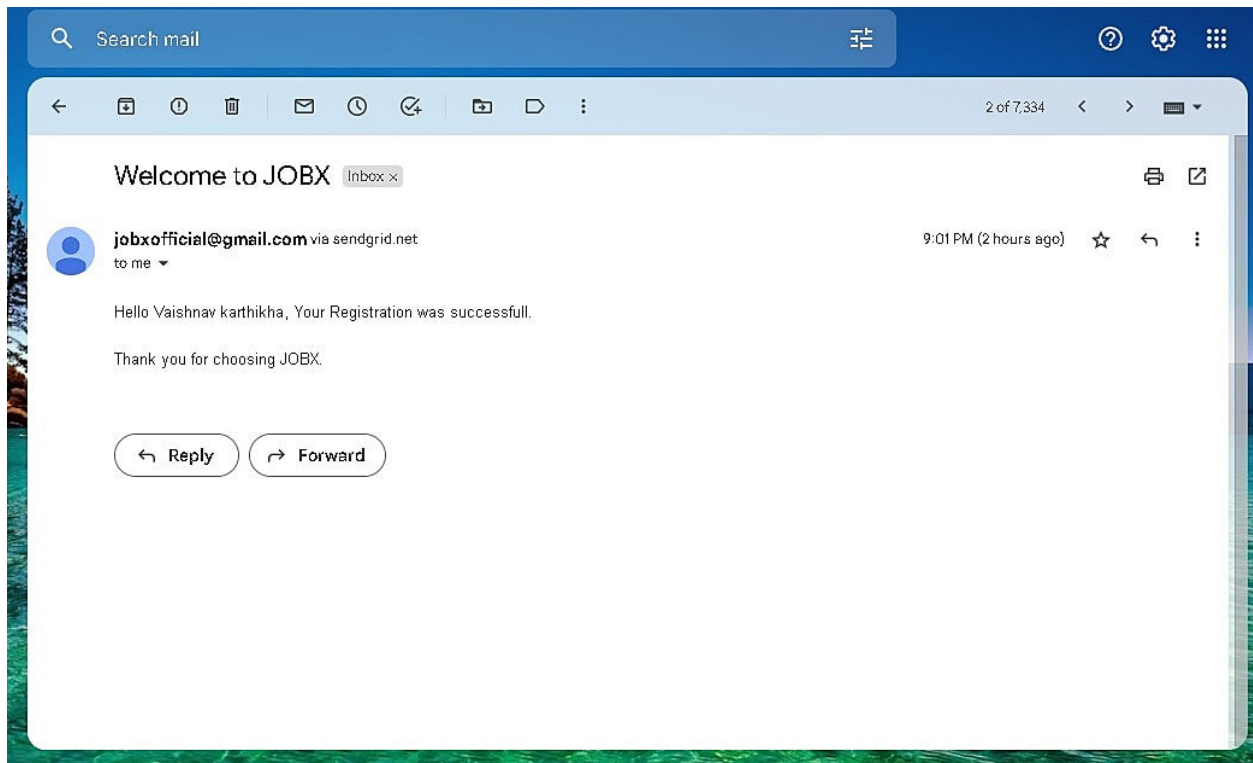 Search mail
2 of 7,334
Welcome to JOBX Inbox x
jobxofficial@gmail.com via sendgrid.net 9:01 PM (2 hours ago)
to me
Hello Vaishnav karthikha, Your Registration was successfull.
Thank you for choosing JOBX.
Reply Forward